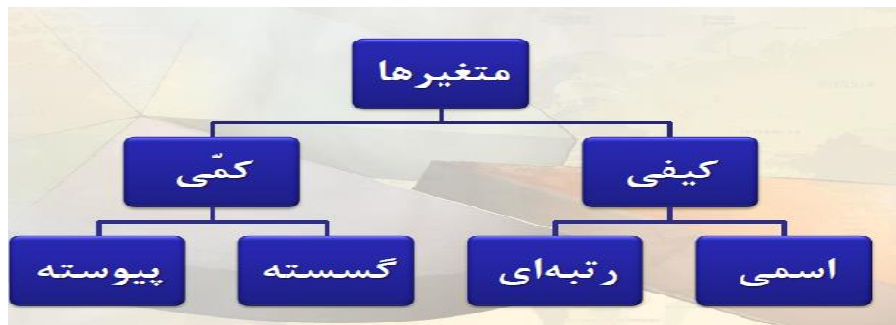 متغیرها
کیفی
کمّی
اسمی
رتبه‌ای
گسسته
پیوسته